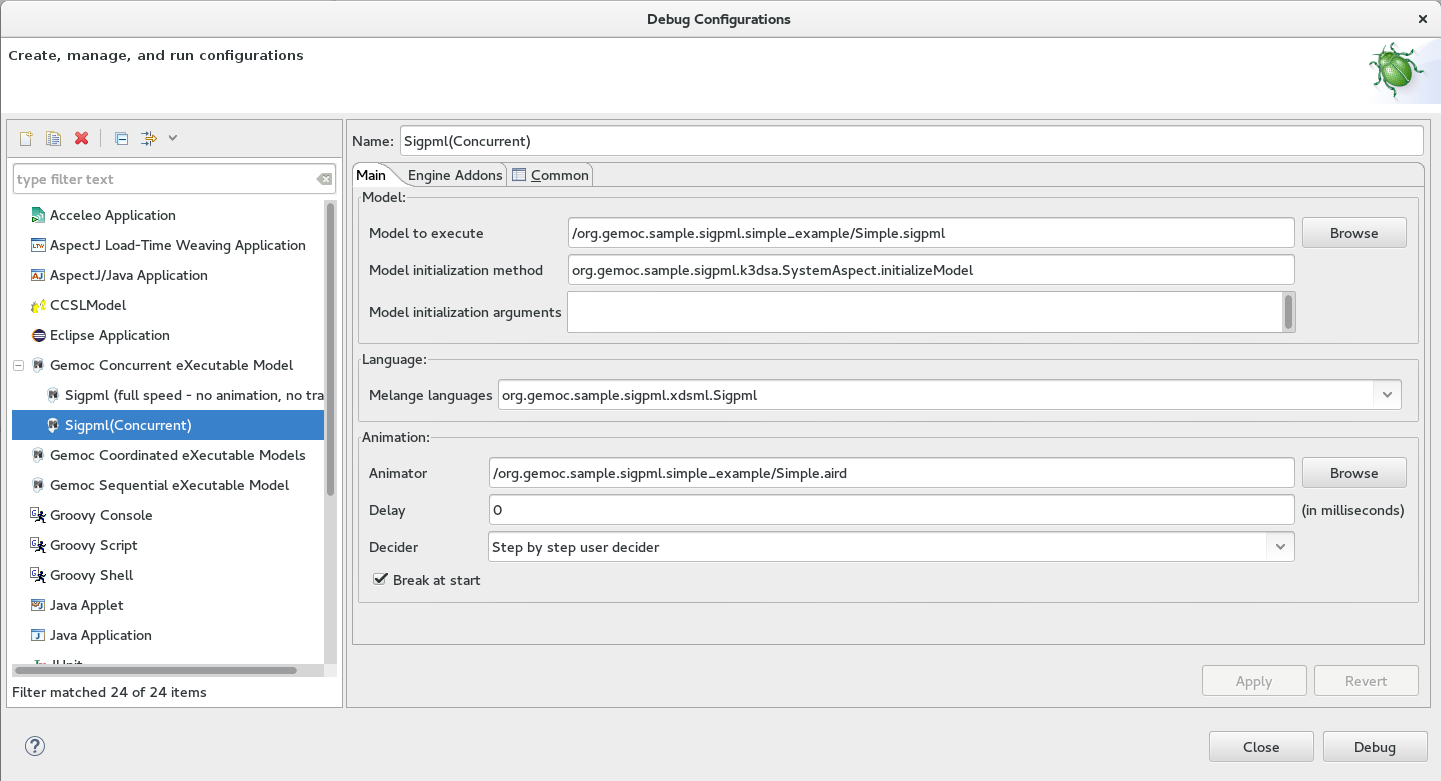 Debug Configurations
Create, manage, and run configurations
type filter text
Acceleo Application
AspectJ Load-Time Weaving Application
AspectJ/Java Application
CCSLModel
Eclipse Application
Gemoc Concurrent eXecutable Model
Sigpml (full speed - no animation, no tra
Sigpml(Concurrent)
Gemoc Coordinated eXecutable Models
Gemoc Sequential eXecutable Model
Groovy Console
Groovy Script
Groovy Shell
Java Applet
Java Application
JUnit
Filter matched 24 of 24 items
Name: Sigpml(Concurrent)
Main Engine Addons Common
Model:
Model to execute /org.gemoc.sample.sigpml.simple_example/Simple.sigpml Browse
Model initialization method org.gemoc.sample.sigpml.k3dsa.SystemAspect.initializeModel
Model initialization arguments
Language:
Melange languages org.gemoc.sample.sigpml.xdsml.Sigpml
Animation:
Animator /org.gemoc.sample.sigpml.simple_example/Simple.aird Browse
Delay 0 (in milliseconds)
Decider Step by step user decider
Break at start
Apply Revert
? Close Debug